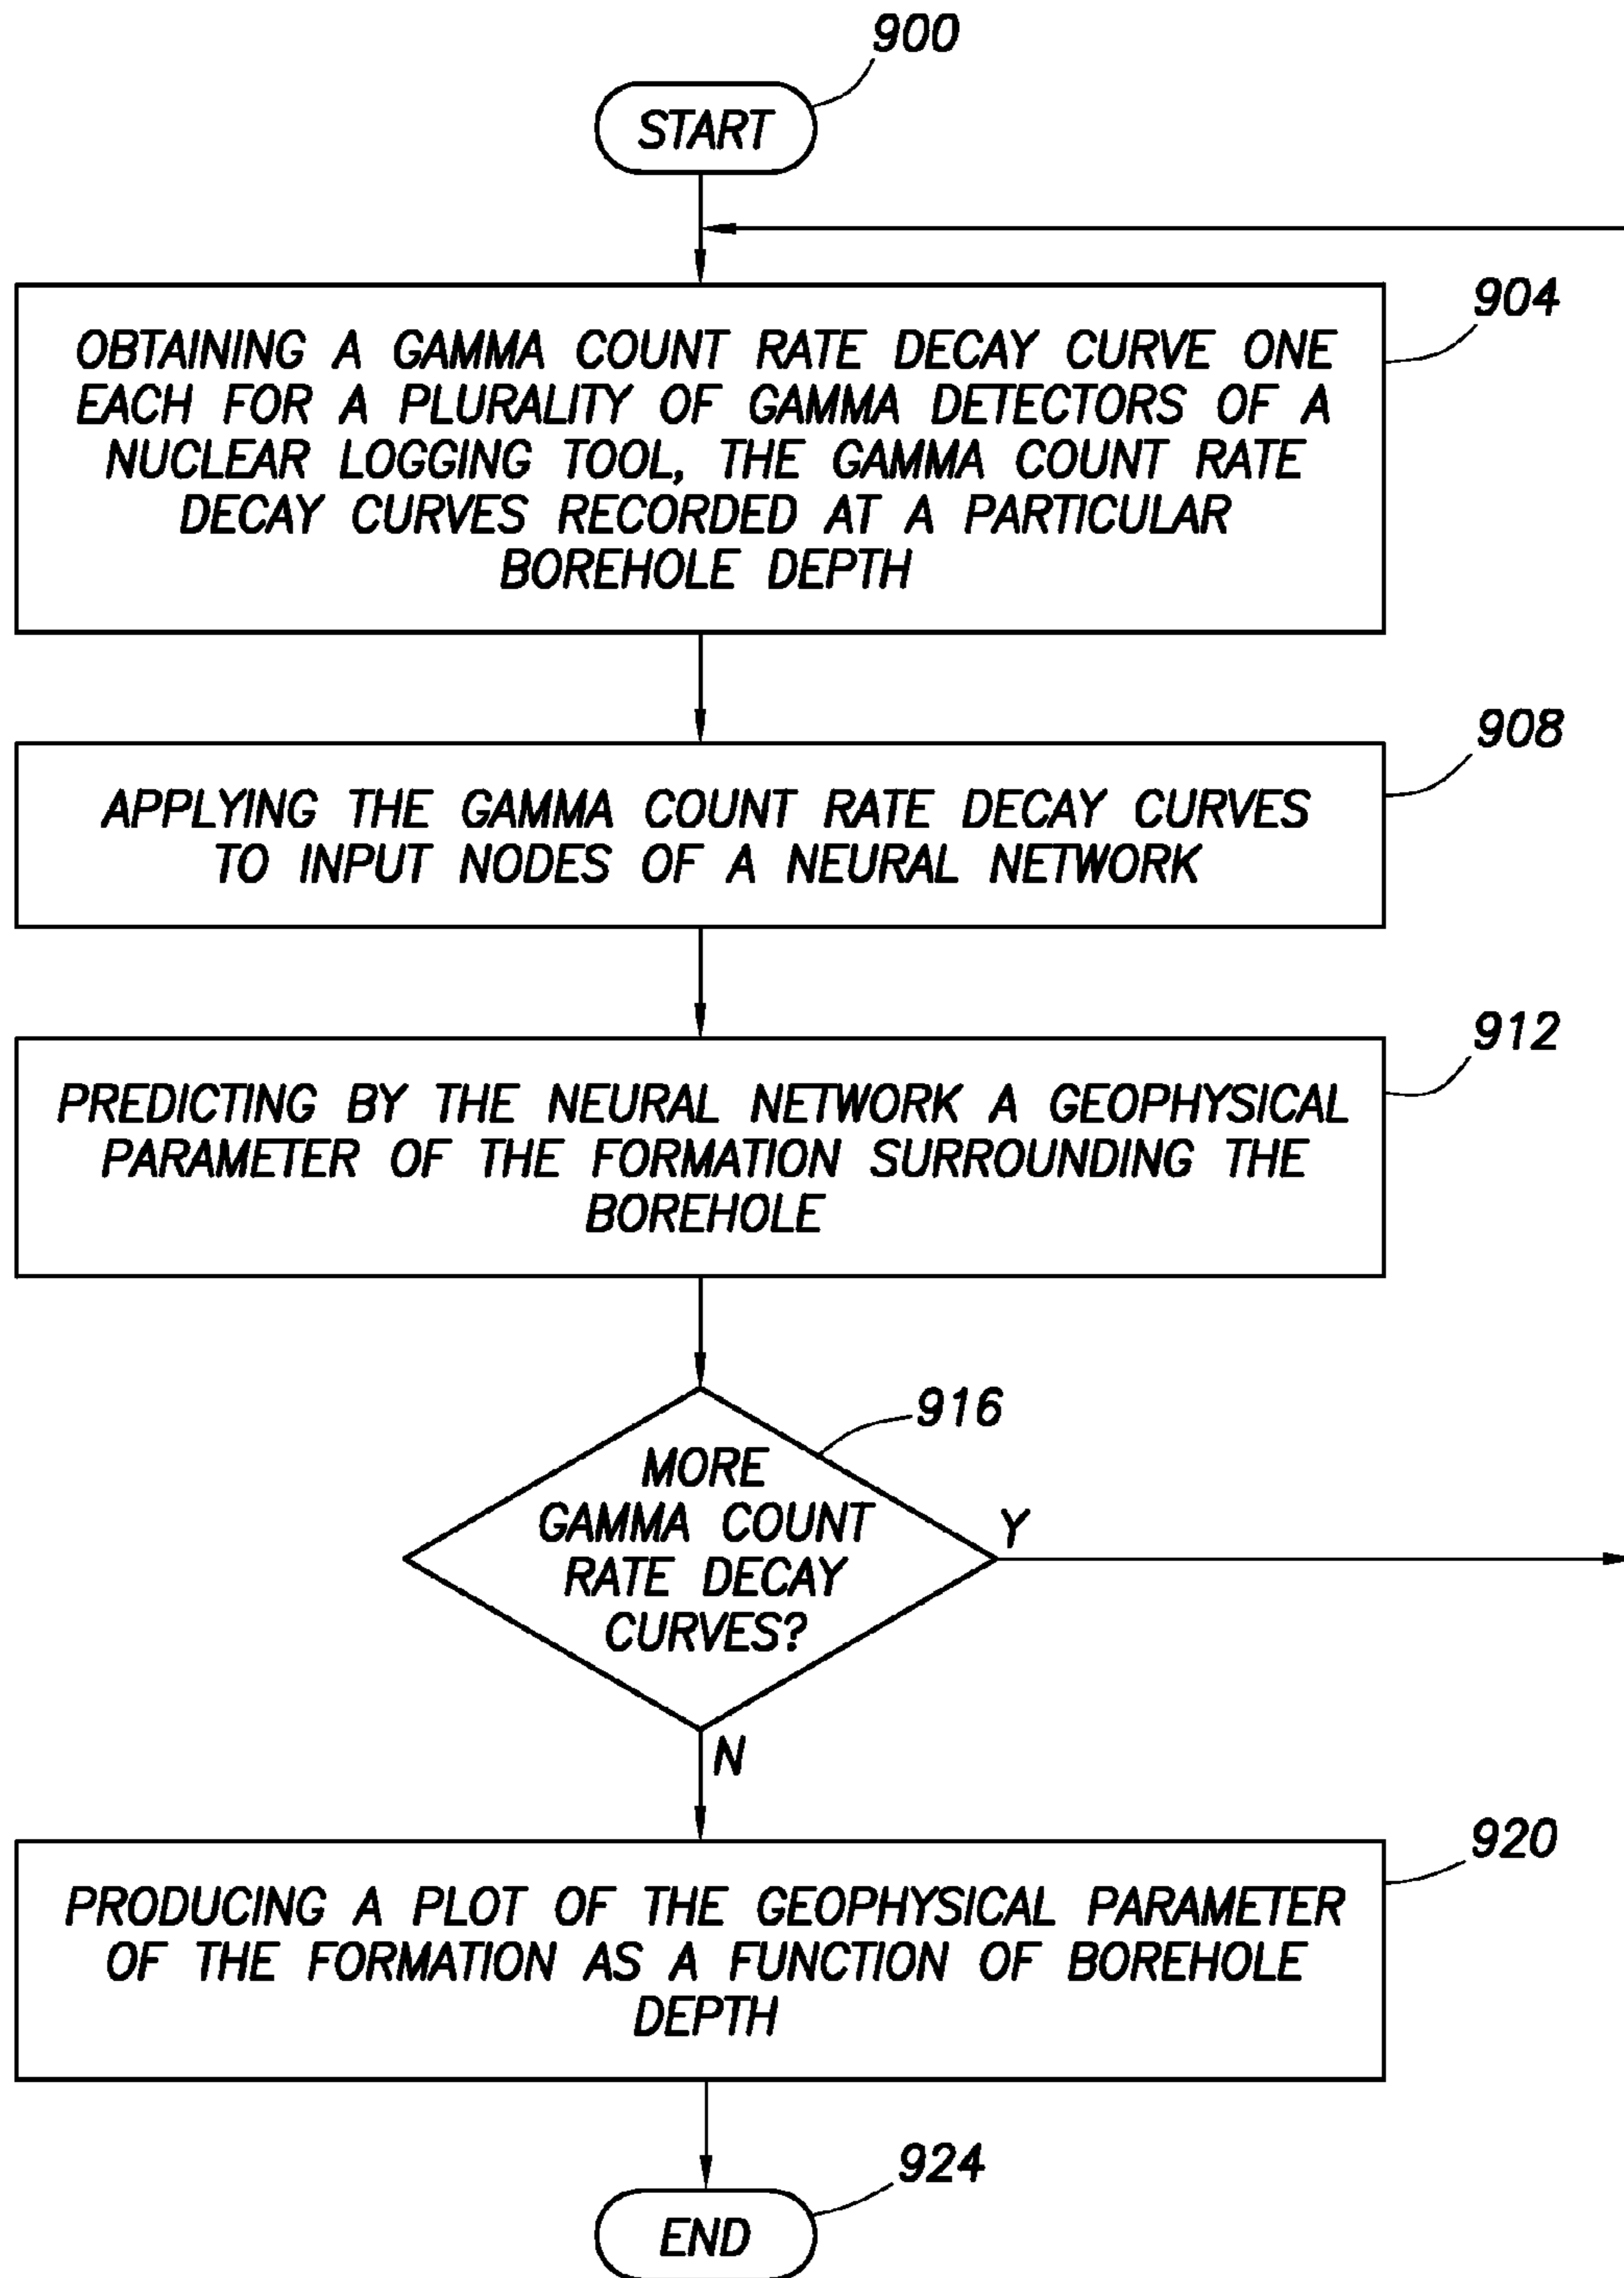 900
START
904
OBTAINING A GAMMA COUNT RATE DECAY CURVE ONE
EACH FOR A PLURALITY OF GAMMA DETECTORS OF A
NUCLEAR LOGGING TOOL, THE GAMMA COUNT RATE
DECAY CURVES RECORDED AT A PARTICULAR
BOREHOLE DEPTH
908
APPLYING THE GAMMA COUNT RATE DECAY CURVES
TO INPUT NODES OF A NEURAL NETWORK
912
PREDICTING BY THE NEURAL NETWORK A GEOPHYSICAL
PARAMETER OF THE FORMATION SURROUNDING THE
BOREHOLE
916
MORE
GAMMA COUNT
RATE DECAY
CURVES?
Y
N
920
PRODUCING A PLOT OF THE GEOPHYSICAL PARAMETER
OF THE FORMATION AS A FUNCTION OF BOREHOLE
DEPTH
924
END